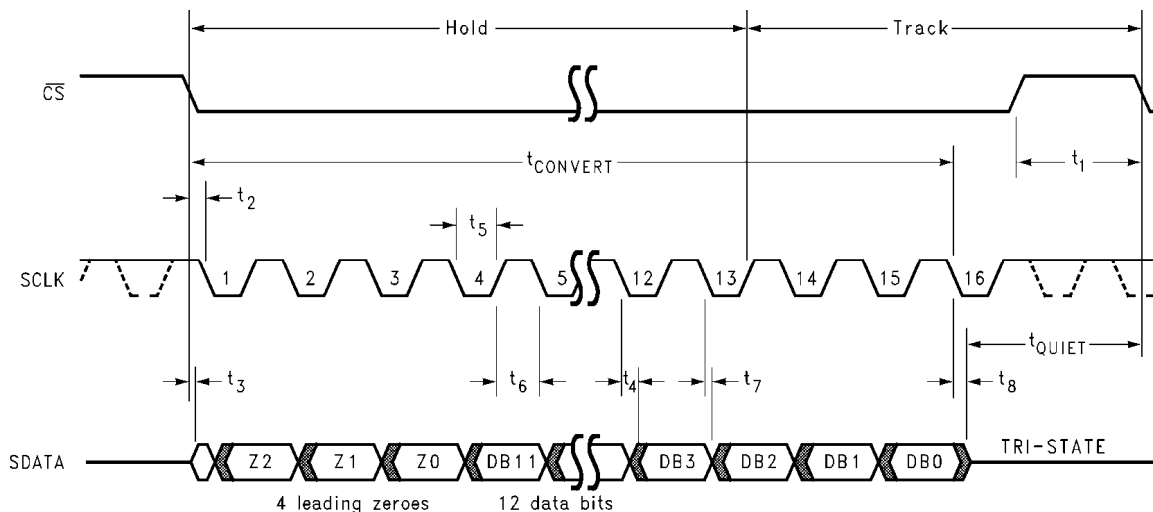 Hold Track
CS
tCONVERT t1
t2
t5
SCLK 1 2 3 4 5 12 13 14 15 16
tQUIET
t3 t6 t4 t7 t8
SDATA Z2 Z1 Z0 DB11 DB3 DB2 DB1 DB0 TRI-STATE
4 leading zeroes 12 data bits